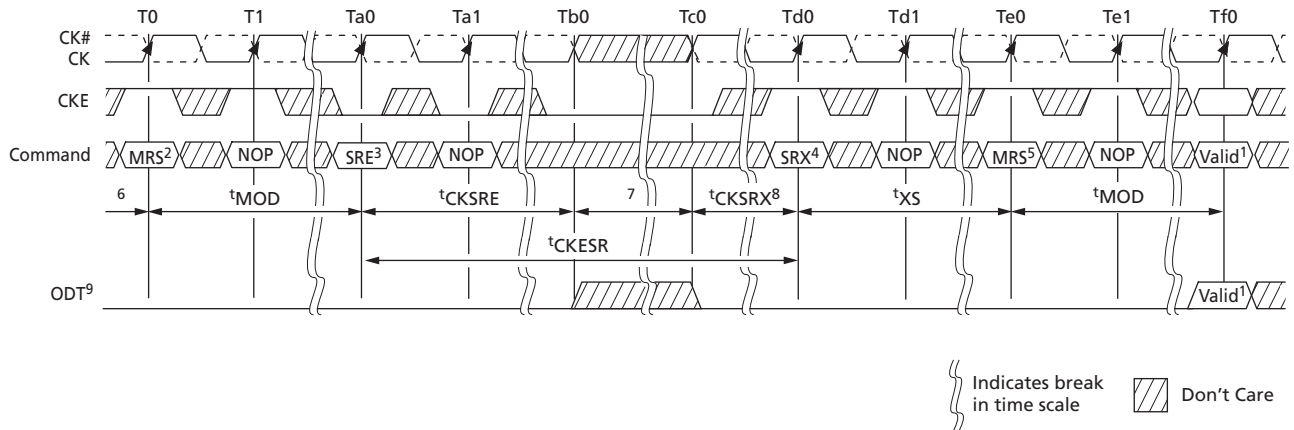 T0 T1 Ta0 Ta1 Tb0 Tc0 Td0 Td1 Te0 Te1 Tf0
CK#
CK
CKE
Command MRS² NOP SRE³ NOP SRX⁴ NOP MRS⁵ NOP Valid¹
6 ᵗMOD ᵗCKSRE 7 ᵗCKSRX⁸ ᵗXS ᵗMOD
ᵗCKESR
ODT⁹ Valid¹
Indicates break
in time scale
Don't Care